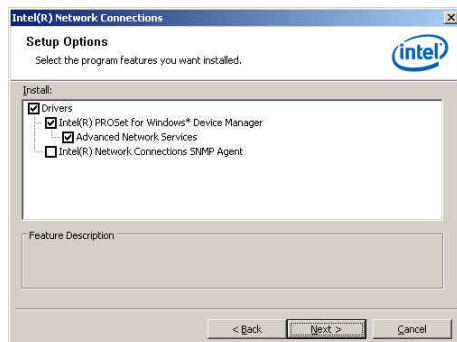 Intel(R) Network Connections
Setup Options
Select the program features you want installed.
intel
Install:
Drivers
Intel(R) PROSet for Windows* Device Manager
Advanced Network Services
Intel(R) Network Connections SNMP Agent
Feature Description
< Back
Next >
Cancel